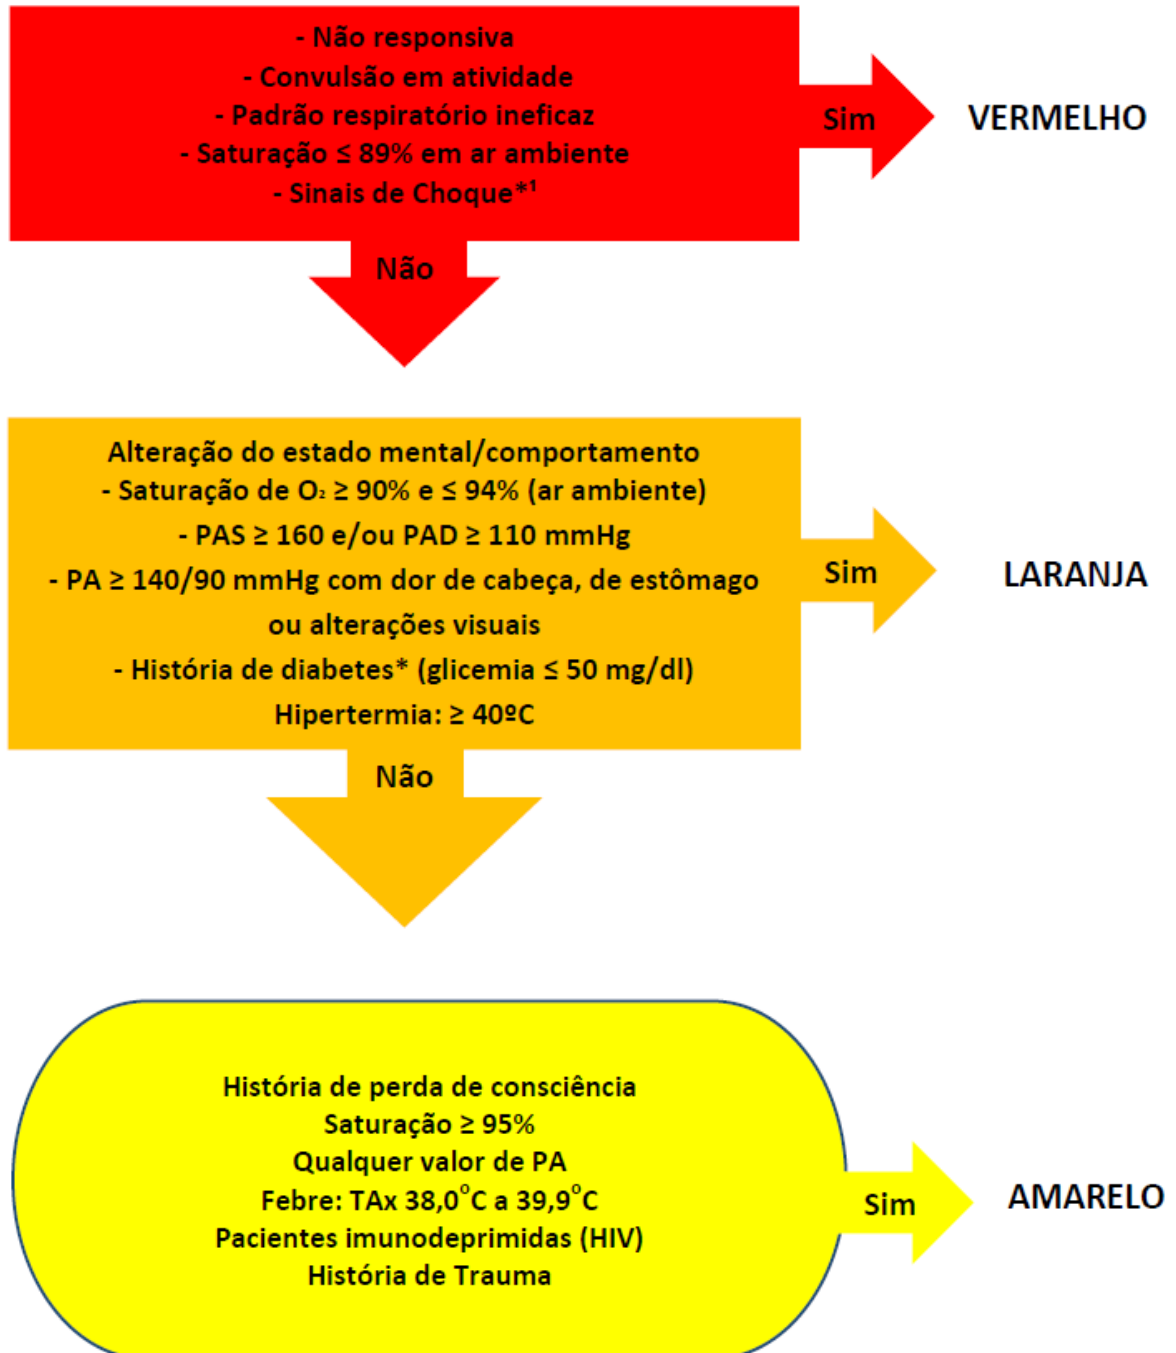 - Não responsiva
- Convulsão em atividade
- Padrão respiratório ineficaz
- Saturação ≤ 89% em ar ambiente
- Sinais de Choque*¹
Sim
VERMELHO
Não
Alteração do estado mental/comportamento
- Saturação de O₂ ≥ 90% e ≤ 94% (ar ambiente)
- PAS ≥ 160 e/ou PAD ≥ 110 mmHg
- PA ≥ 140/90 mmHg com dor de cabeça, de estômago
ou alterações visuais
- História de diabetes* (glicemia ≤ 50 mg/dl)
Hipertermia: ≥ 40ºC
Sim
LARANJA
Não
História de perda de consciência
Saturação ≥ 95%
Qualquer valor de PA
Febre: TAx 38,0°C a 39,9°C
Pacientes imunodeprimidas (HIV)
História de Trauma
Sim
AMARELO